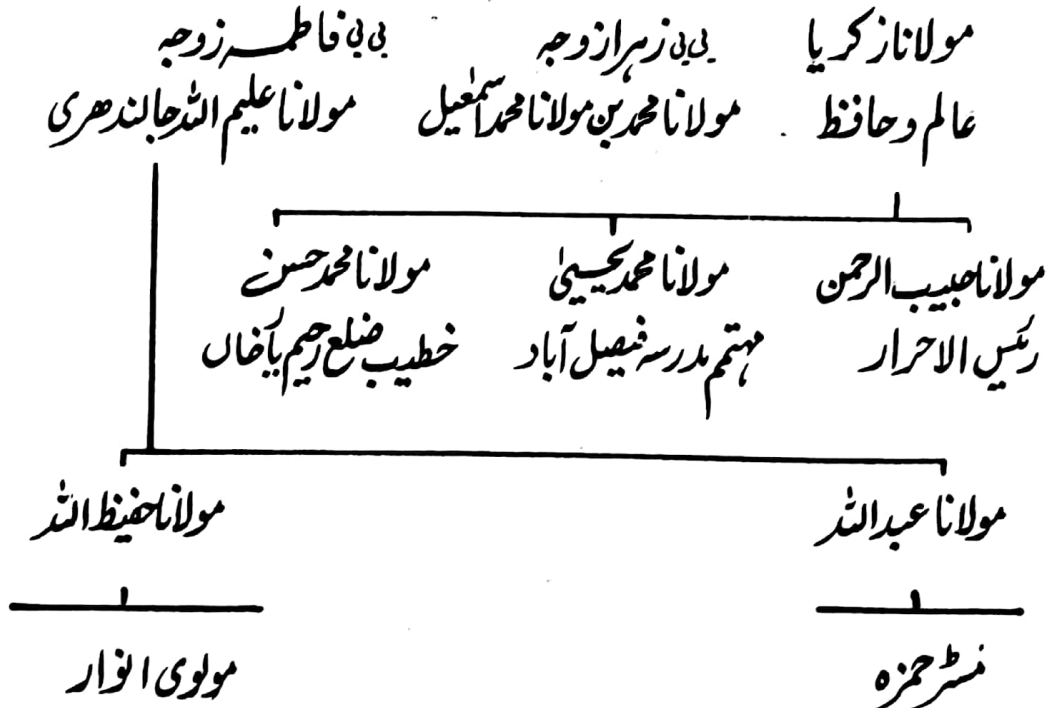 مولانا زکریا
عالم و حافظ
بی بی زہرا زوجہ
مولانا محمد بن مولانا محمد اسمٰعیل
بی بی فاطمہ زوجہ
مولانا علیم اللہ جالندھری
مولانا حبیب الرحمن
رئیس الاحرار
مولانا محمد یحییٰ
مہتمم مدرسہ فیصل آباد
مولانا محمد حسن
خطیب ضلع رحیم یار خاں
مولانا عبد اللہ
مولانا حفیظ اللہ
مسٹر حمزہ
مولوی انوار